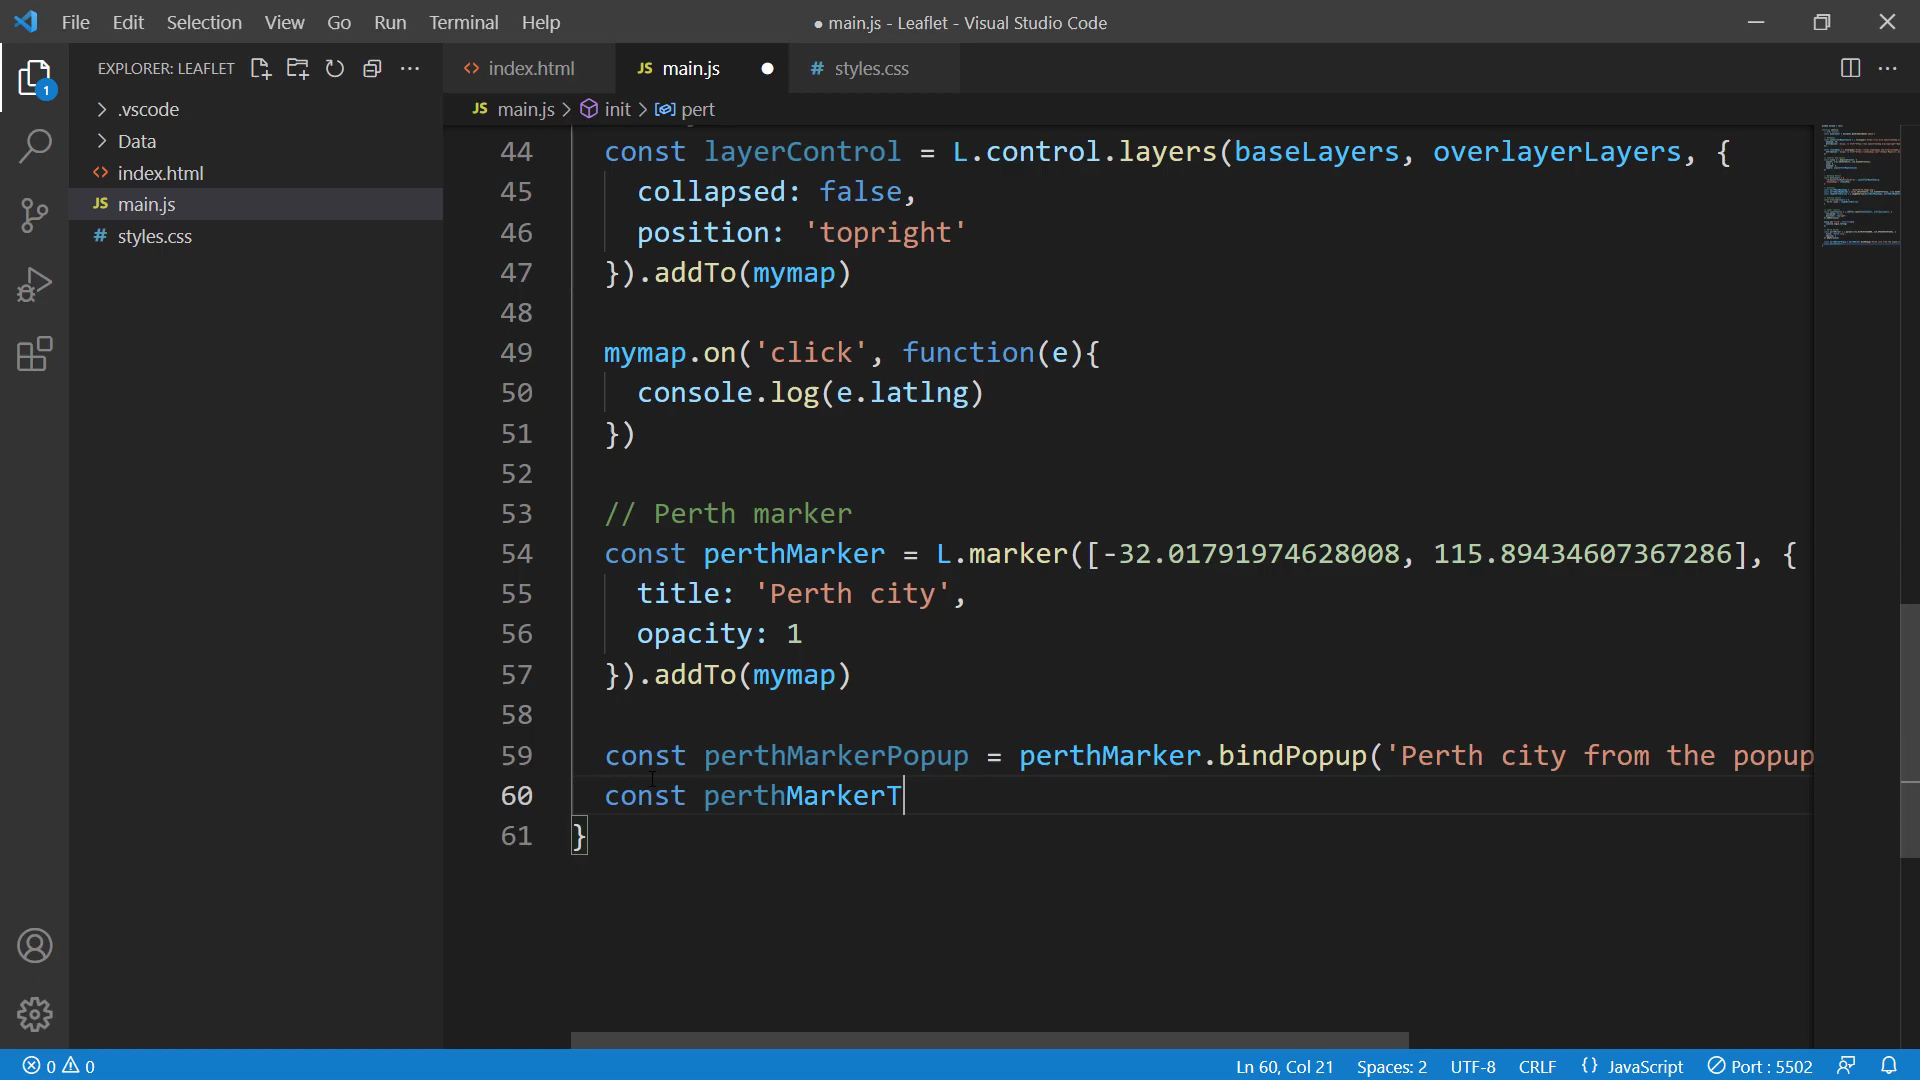 File Edit Selection View Go Run Terminal Help
● main.js - Leaflet - Visual Studio Code
EXPLORER: LEAFLET
1
.vscode
Data
index.html
JS main.js
# styles.css
index.html
JS main.js
# styles.css
JS main.js > init > pert
44 const layerControl = L.control.layers(baseLayers, overlayerLayers, {
45 collapsed: false,
46 position: 'topright'
47 }).addTo(mymap)
48
49 mymap.on('click', function(e){
50 console.log(e.latlng)
51 })
52
53 // Perth marker
54 const perthMarker = L.marker([-32.01791974628008, 115.89434607367286], {
55 title: 'Perth city',
56 opacity: 1
57 }).addTo(mymap)
58
59 const perthMarkerPopup = perthMarker.bindPopup('Perth city from the popup
60 const perthMarkerT
61 }
0 0
Ln 60, Col 21 Spaces: 2 UTF-8 CRLF {} JavaScript Port : 5502